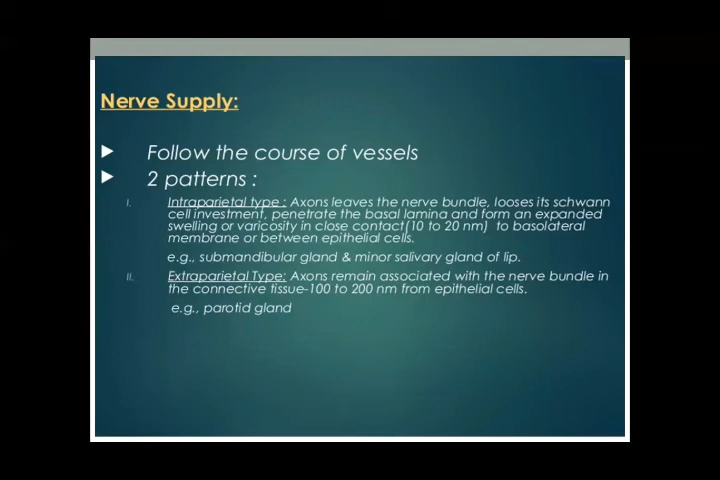 Nerve Supply:
Follow the course of vessels
2 patterns :
I. Intraparietal type : Axons leaves the nerve bundle, looses its schwann
cell investment, penetrate the basal lamina and form an expanded
swelling or varicosity in close contact(10 to 20 nm) to basolateral
membrane or between epithelial cells.
e.g., submandibular gland & minor salivary gland of lip.
II. Extraparietal Type: Axons remain associated with the nerve bundle in
the connective tissue-100 to 200 nm from epithelial cells.
e.g., parotid gland